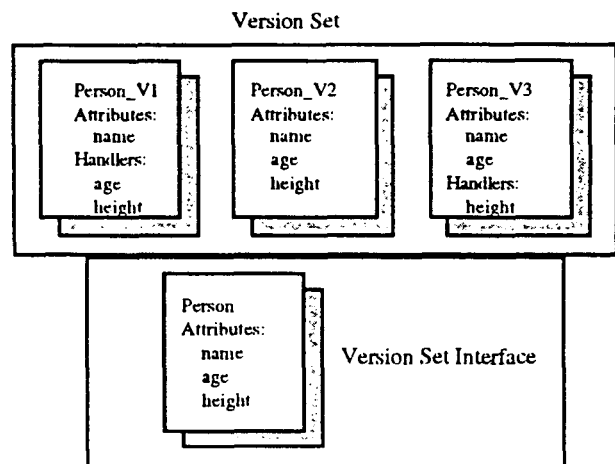 Version Set
Person_V1
Attributes:
name
Handlers:
age
height
Person_V2
Attributes:
name
age
height
Person_V3
Attributes:
name
age
Handlers:
height
Person
Attributes:
name
age
height
Version Set Interface